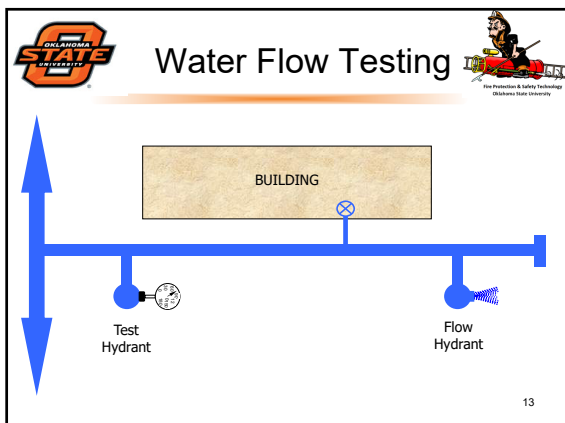 OKLAHOMA
STATE
UNIVERSITY
Water Flow Testing
Fire Protection & Safety Technology
Oklahoma State University
BUILDING
Test
Hydrant
Flow
Hydrant
13